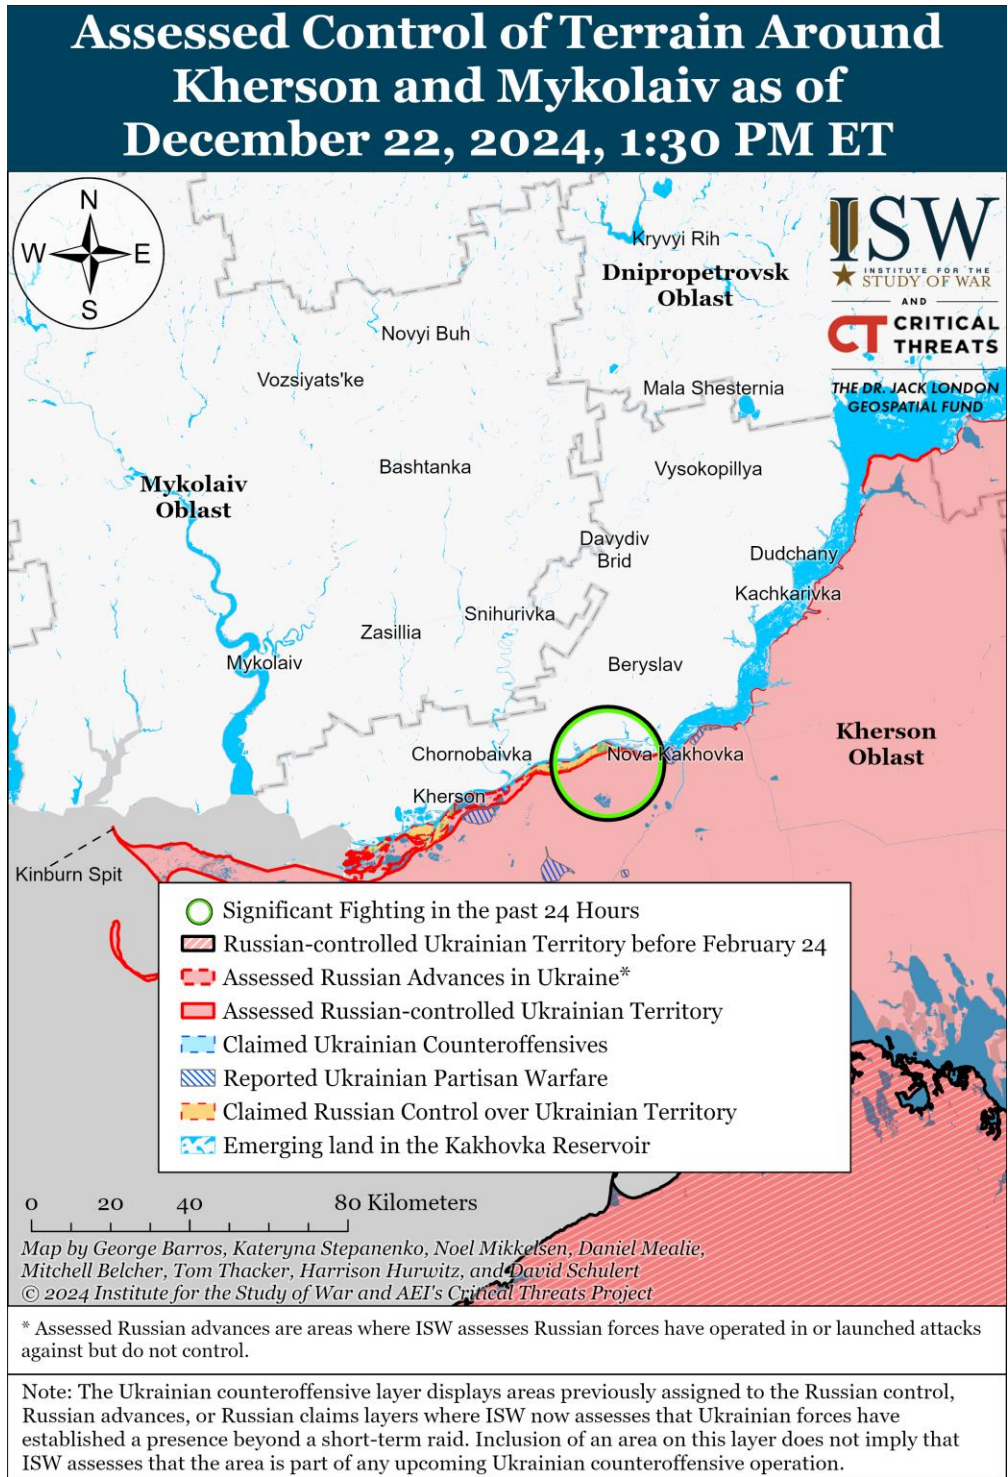 Assessed Control of Terrain Around
Kherson and Mykolaiv as of
December 22, 2024, 1:30 PM ET
N
W E
S
ISW
INSTITUTE FOR THE
STUDY OF WAR
AND
CT CRITICAL
THREATS
THE DR. JACK LONDON
GEOSPATIAL FUND
Kryvyi Rih
Dnipropetrovsk
Oblast
Novyi Buh
Vozsiyats'ke
Mala Shesternia
Bashtanka
Vysokopillya
Mykolaiv
Oblast
Davydiv
Brid
Dudchany
Kachkarivka
Snihurivka
Zasillia
Mykolaiv
Beryslav
Kherson
Oblast
Chornobaivka
Nova Kakhovka
Kherson
Kinburn Spit
Significant Fighting in the past 24 Hours
Russian-controlled Ukrainian Territory before February 24
Assessed Russian Advances in Ukraine*
Assessed Russian-controlled Ukrainian Territory
Claimed Ukrainian Counteroffensives
Reported Ukrainian Partisan Warfare
Claimed Russian Control over Ukrainian Territory
Emerging land in the Kakhovka Reservoir
0 20 40 80 Kilometers
Map by George Barros, Kateryna Stepanenko, Noel Mikkelsen, Daniel Mealie,
Mitchell Belcher, Tom Thacker, Harrison Hurwitz, and David Schulert
© 2024 Institute for the Study of War and AEI's Critical Threats Project
* Assessed Russian advances are areas where ISW assesses Russian forces have operated in or launched attacks
against but do not control.
Note: The Ukrainian counteroffensive layer displays areas previously assigned to the Russian control,
Russian advances, or Russian claims layers where ISW now assesses that Ukrainian forces have
established a presence beyond a short-term raid. Inclusion of an area on this layer does not imply that
ISW assesses that the area is part of any upcoming Ukrainian counteroffensive operation.